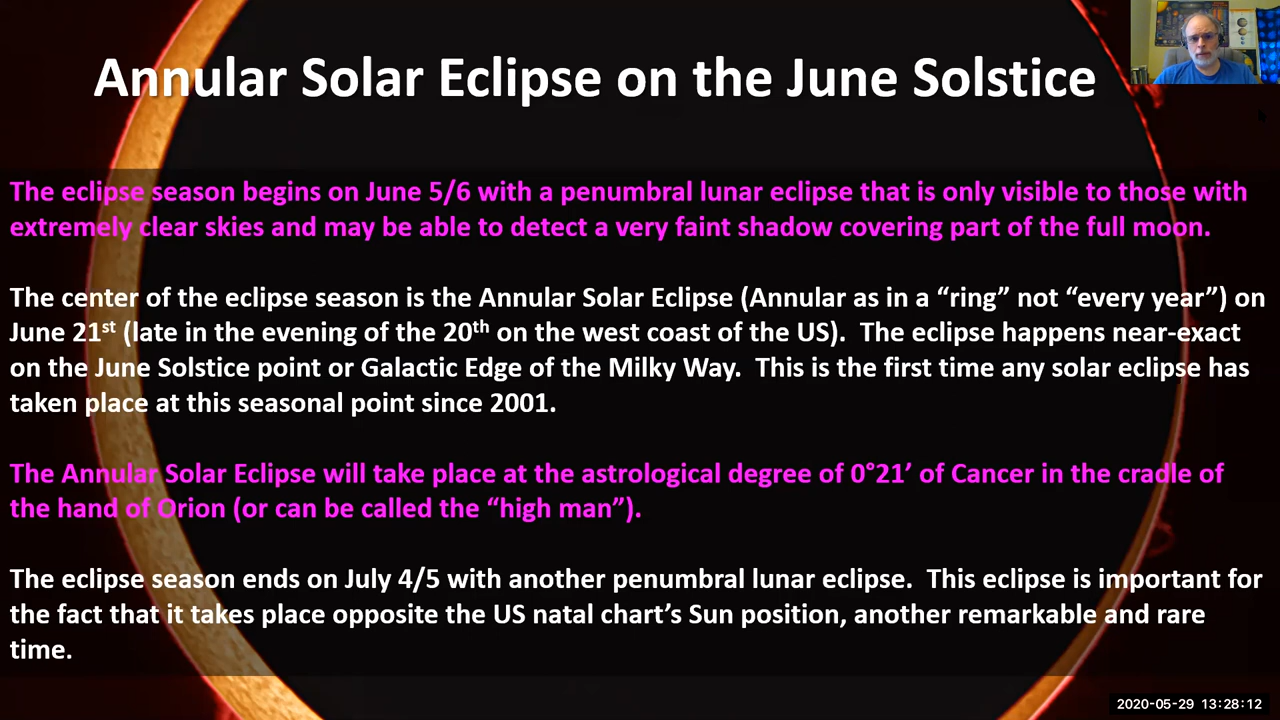 Annular Solar Eclipse on the June Solstice
The eclipse season begins on June 5/6 with a penumbral lunar eclipse that is only visible to those with
extremely clear skies and may be able to detect a very faint shadow covering part of the full moon.
The center of the eclipse season is the Annular Solar Eclipse (Annular as in a “ring” not “every year”) on
June 21st (late in the evening of the 20th on the west coast of the US).  The eclipse happens near-exact
on the June Solstice point or Galactic Edge of the Milky Way.  This is the first time any solar eclipse has
taken place at this seasonal point since 2001.
The Annular Solar Eclipse will take place at the astrological degree of 0°21’ of Cancer in the cradle of
the hand of Orion (or can be called the “high man”).
The eclipse season ends on July 4/5 with another penumbral lunar eclipse.  This eclipse is important for
the fact that it takes place opposite the US natal chart’s Sun position, another remarkable and rare
time.
2020-05-29 13:28:12